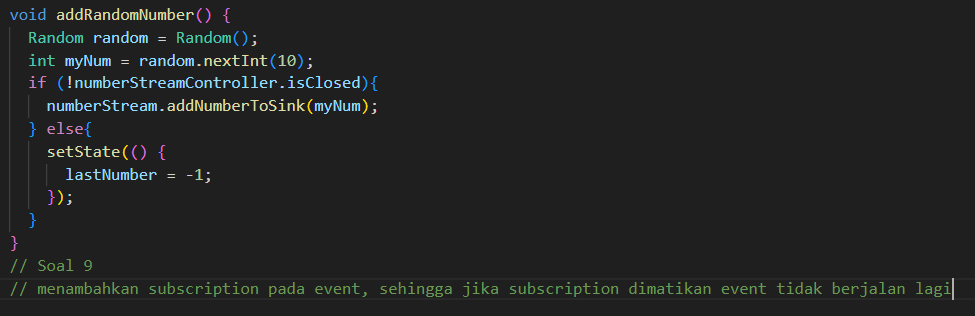 void addRandomNumber() {
  Random random = Random();
  int myNum = random.nextInt(10);
  if (!numberStreamController.isClosed){
    numberStream.addNumberToSink(myNum);
  } else{
    setState(() {
      lastNumber = -1;
    });
  }
}
// Soal 9
// menambahkan subscription pada event, sehingga jika subscription dimatikan event tidak berjalan lagi